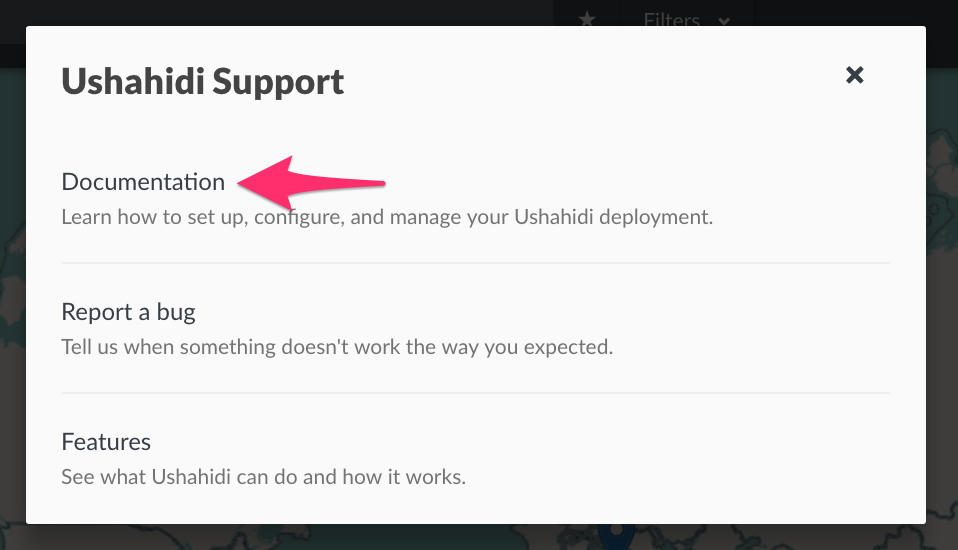 Filters
Ushahidi Support
Documentation
Learn how to set up, configure, and manage your Ushahidi deployment.
Report a bug
Tell us when something doesn't work the way you expected.
Features
See what Ushahidi can do and how it works.